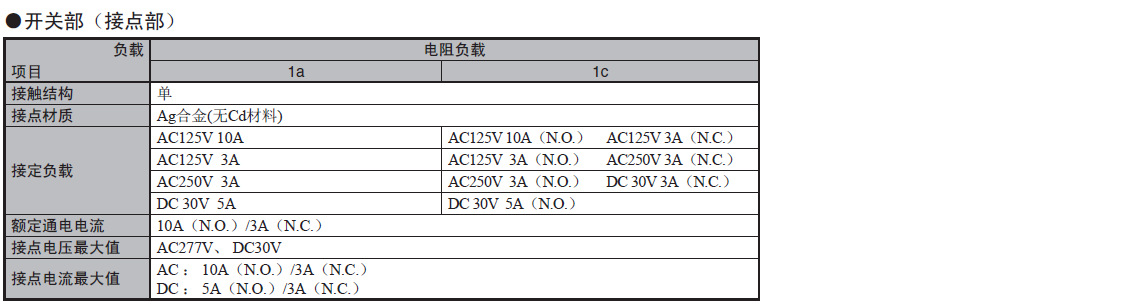 ●开关部（接点部）
负载
项目
电阻负载
1a 1c
接触结构 单
接点材质 Ag合金(无Cd材料)
接定负载
AC125V 10A AC125V 10A（N.O.） AC125V 3A（N.C.）
AC125V 3A AC125V 3A（N.O.） AC250V 3A（N.C.）
AC250V 3A AC250V 3A（N.O.） DC 30V 3A（N.C.）
DC 30V 5A DC 30V 5A（N.O.）
额定通电电流 10A（N.O.）/3A（N.C.）
接点电压最大值 AC277V、 DC30V
接点电流最大值
AC： 10A（N.O.）/3A（N.C.）
DC： 5A（N.O.）/3A（N.C.）